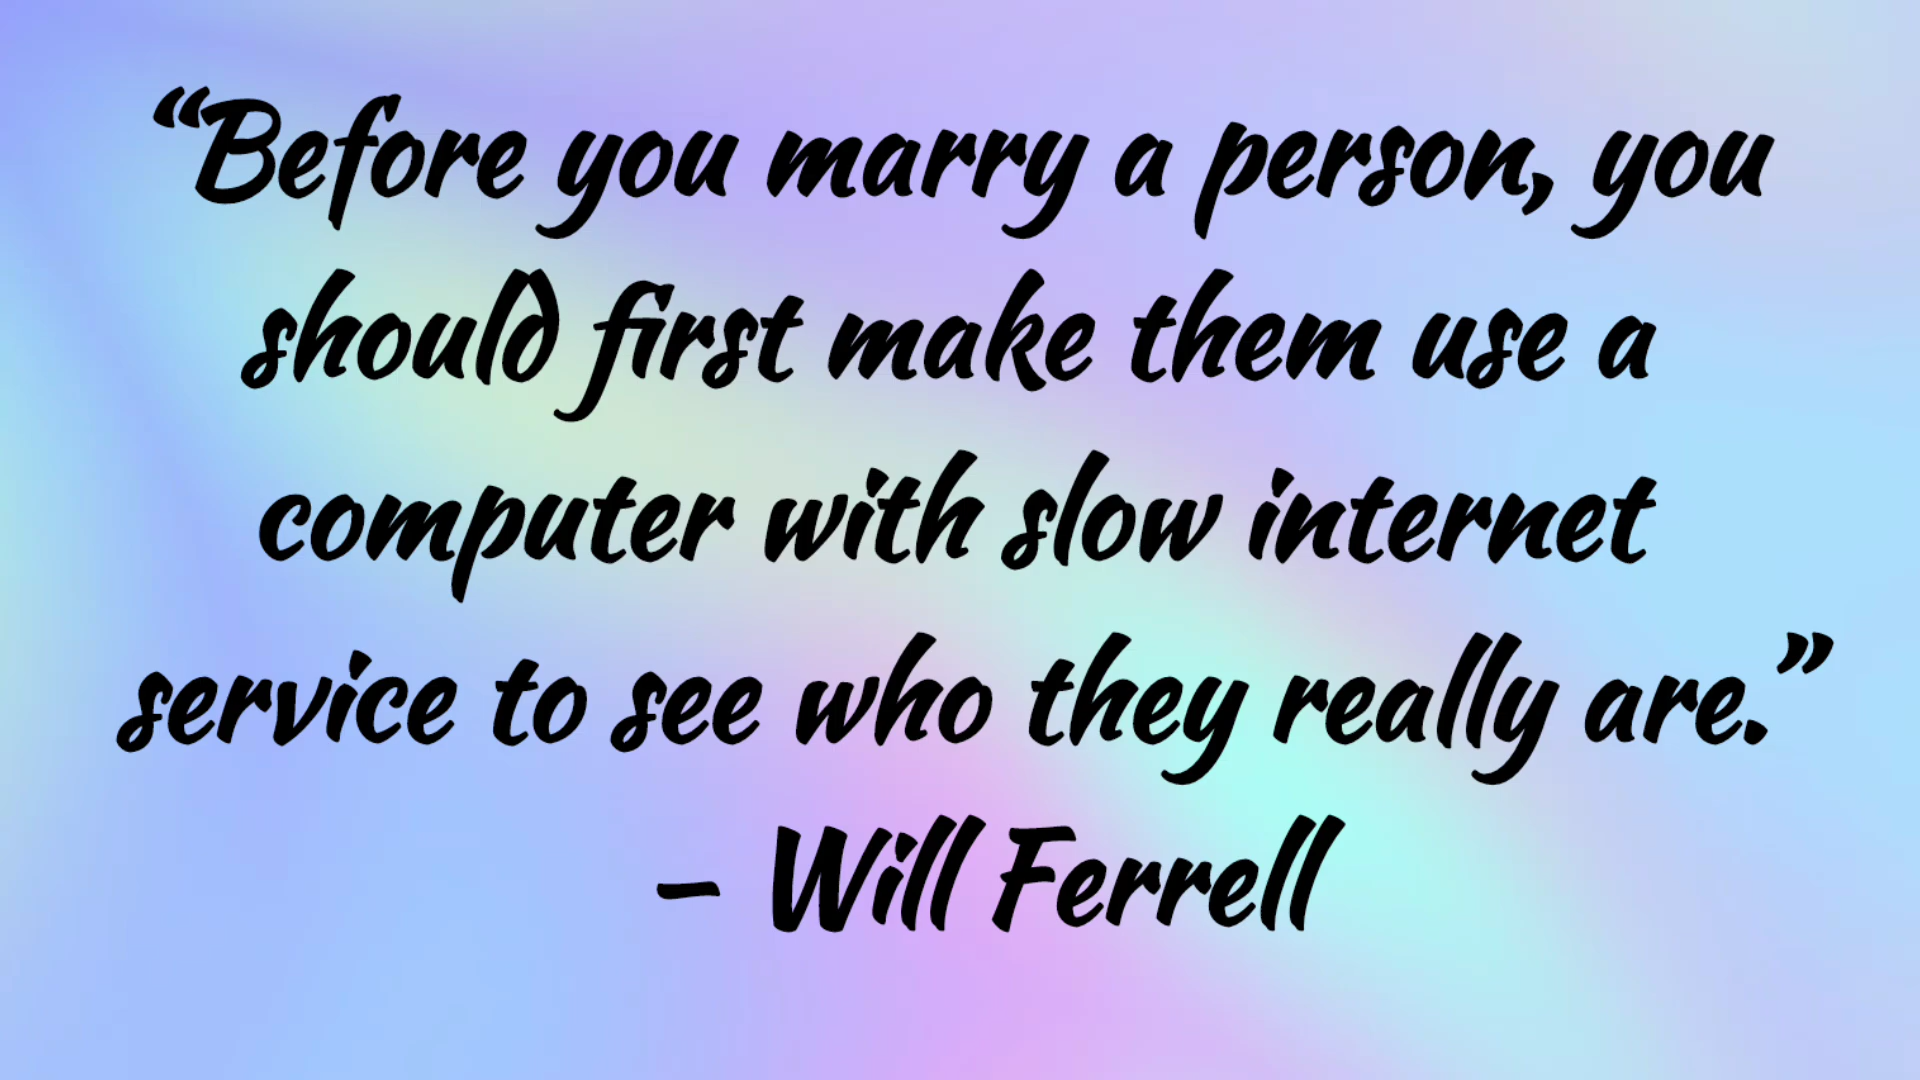 “Before you marry a person, you
should first make them use a
computer with slow internet
service to see who they really are.”
– Will Ferrell